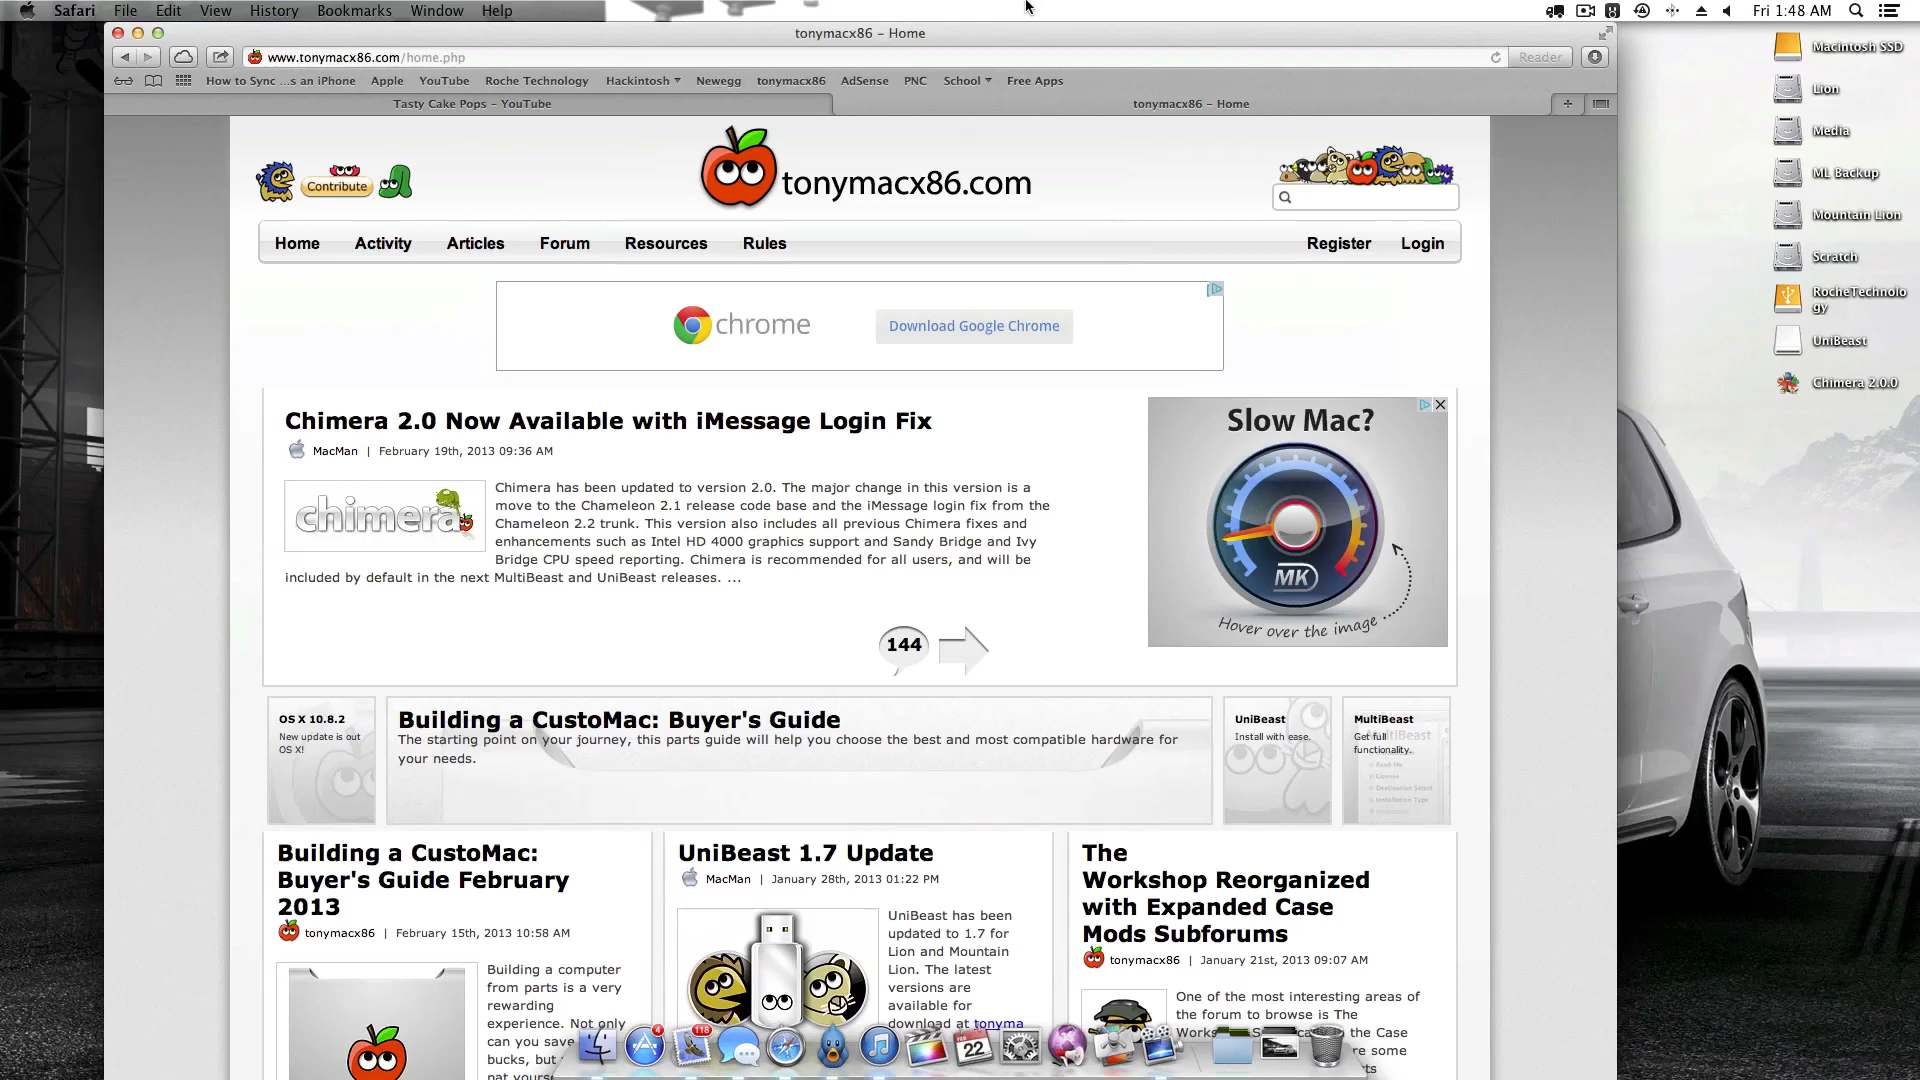 Safari File Edit View History Bookmarks Window Help
Fri 1:48 AM
tonymacx86 – Home
www.tonymacx86.com/home.php
Reader
How to Sync ...s an iPhone Apple YouTube Roche Technology Hackintosh Newegg tonymacx86 AdSense PNC School Free Apps
Tasty Cake Pops – YouTube
tonymacx86 – Home
Macintosh SSD
Lion
Media
ML Backup
Mountain Lion
Scratch
RocheTechnolo
gy
UniBeast
Chimera 2.0.0
Contribute
tonymacx86.com
Home Activity Articles Forum Resources Rules
Register Login
chrome
Download Google Chrome
Chimera 2.0 Now Available with iMessage Login Fix
MacMan | February 19th, 2013 09:36 AM
chimera
Chimera has been updated to version 2.0. The major change in this version is a
move to the Chameleon 2.1 release code base and the iMessage login fix from the
Chameleon 2.2 trunk. This version also includes all previous Chimera fixes and
enhancements such as Intel HD 4000 graphics support and Sandy Bridge and Ivy
Bridge CPU speed reporting. Chimera is recommended for all users, and will be
included by default in the next MultiBeast and UniBeast releases. ...
144
Slow Mac?
MK
Hover over the image
OS X 10.8.2
New update is out
OS X!
Building a CustoMac: Buyer's Guide
The starting point on your journey, this parts guide will help you choose the best and most compatible hardware for
your needs.
UniBeast
Install with ease.
MultiBeast
Get full
functionality.
Read Me
License
Destination Select
Installation Type
Building a CustoMac:
Buyer's Guide February
2013
tonymacx86 | February 15th, 2013 10:58 AM
Building a computer
from parts is a very
rewarding
experience. Not only
can you save
bucks, but
UniBeast 1.7 Update
MacMan | January 28th, 2013 01:22 PM
UniBeast has been
updated to 1.7 for
Lion and Mountain
Lion. The latest
versions are
available for
download at tonyma
The
Workshop Reorganized
with Expanded Case
Mods Subforums
tonymacx86 | January 21st, 2013 09:07 AM
One of the most interesting areas of
the forum to browse is The
the Case
some
4
118
FEB
22